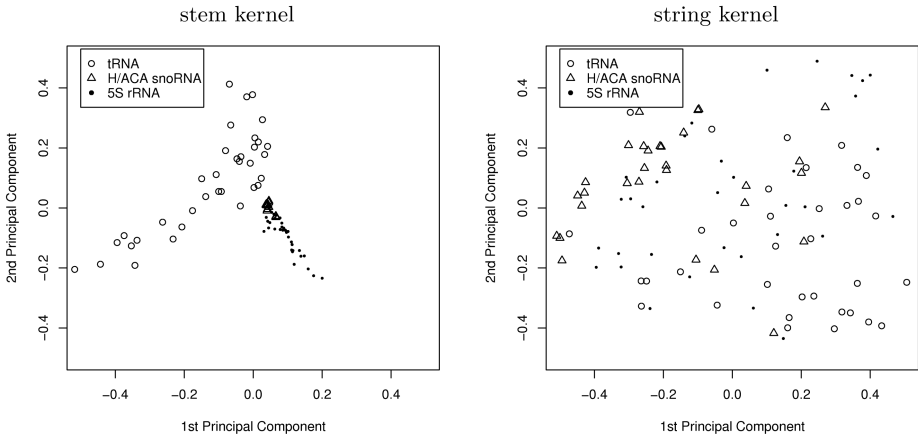 stem kernel
tRNA
H/ACA snoRNA
5S rRNA
0.4
0.2
0.0
−0.2
−0.4
2nd Principal Component
−0.4
−0.2
0.0
0.2
0.4
1st Principal Component
string kernel
tRNA
H/ACA snoRNA
5S rRNA
0.4
0.2
0.0
−0.2
−0.4
2nd Principal Component
−0.4
−0.2
0.0
0.2
0.4
1st Principal Component